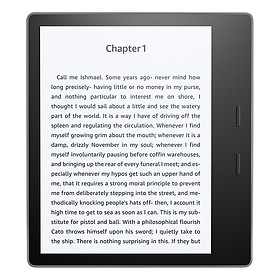 Chapter 1
Call me Ishmael. Some years ago- never mind how
long precisely- having little or no money in my purse,
and nothing particular to interest me on shore, I
thought I would sail about a little and see the watery
part of the world. It is a way I have of driving off the
spleen and regulating the circulation. Whenever I find
myself growing grim about the mouth; whenever it is a
damp, drizzly November in my soul; whenever I find
myself involuntarily pausing before coffin warehouses,
and bringing up the rear of every funeral I meet; and es-
pecially whenever my hypos get such an upper hand of
me, that it requires a strong moral principle to prevent
me from deliberately stepping into the street, and me-
thodically knocking people's hats off- then, I account it
high time to get to sea as soon as I can. This is my sub-
stitute for pistol and ball. With a philosophical flourish
Cato throws himself upon his sword; I quietly take to
the ship. There is nothing surprising in this. If they but